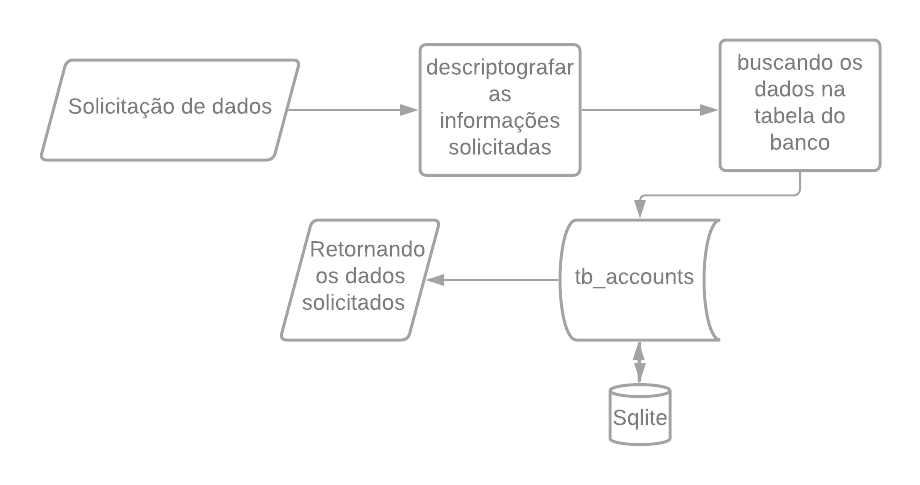 Solicitação de dados
descriptografar
as
informações
solicitadas
buscando os
dados na
tabela do
banco
Retornando
os dados
solicitados
tb_accounts
Sqlite